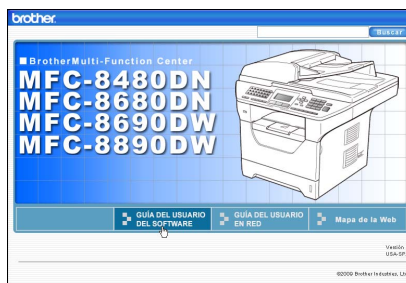 brother.
Buscar
BrotherMulti-Function Center
MFC-8480DN
MFC-8680DN
MFC-8690DW
MFC-8890DW
GUÍA DEL USUARIO
DEL SOFTWARE
GUÍA DEL USUARIO
EN RED
Mapa de la Web
Versión
USA-SP
©2009 Brother Industries, Lt